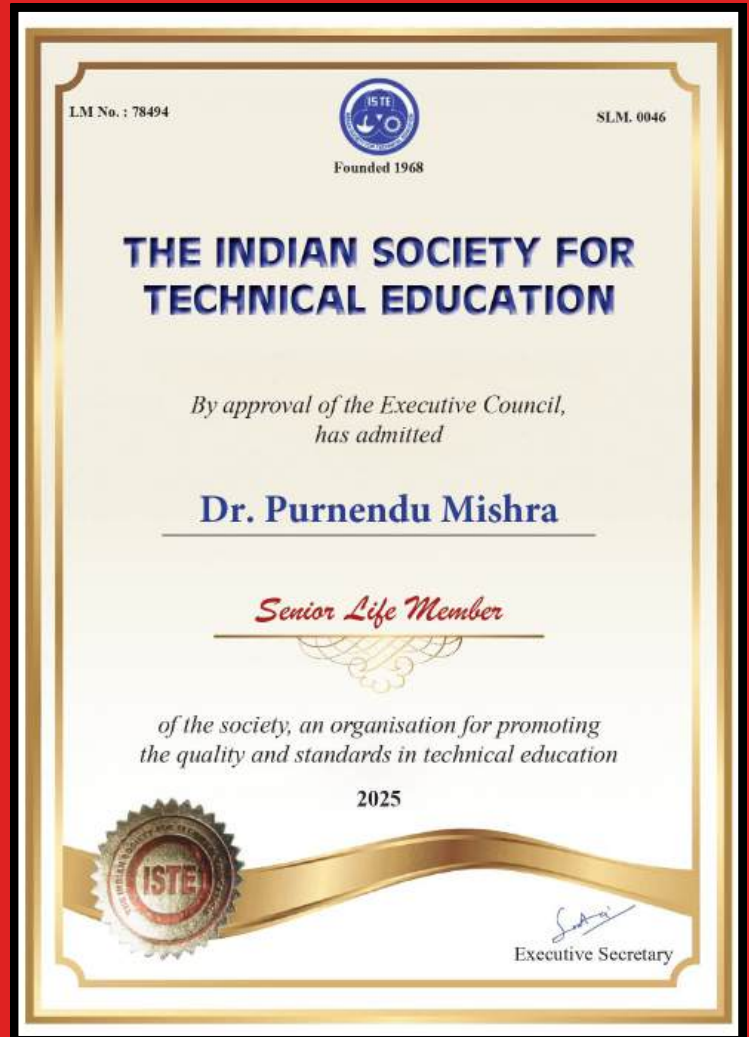 LM No. : 78494
ISTE
SLM. 0046
Founded 1968
THE INDIAN SOCIETY FOR
TECHNICAL EDUCATION
By approval of the Executive Council,
has admitted
Dr. Purnendu Mishra
Senior Life Member
of the society, an organisation for promoting
the quality and standards in technical education
2025
ISTE
Executive Secretary